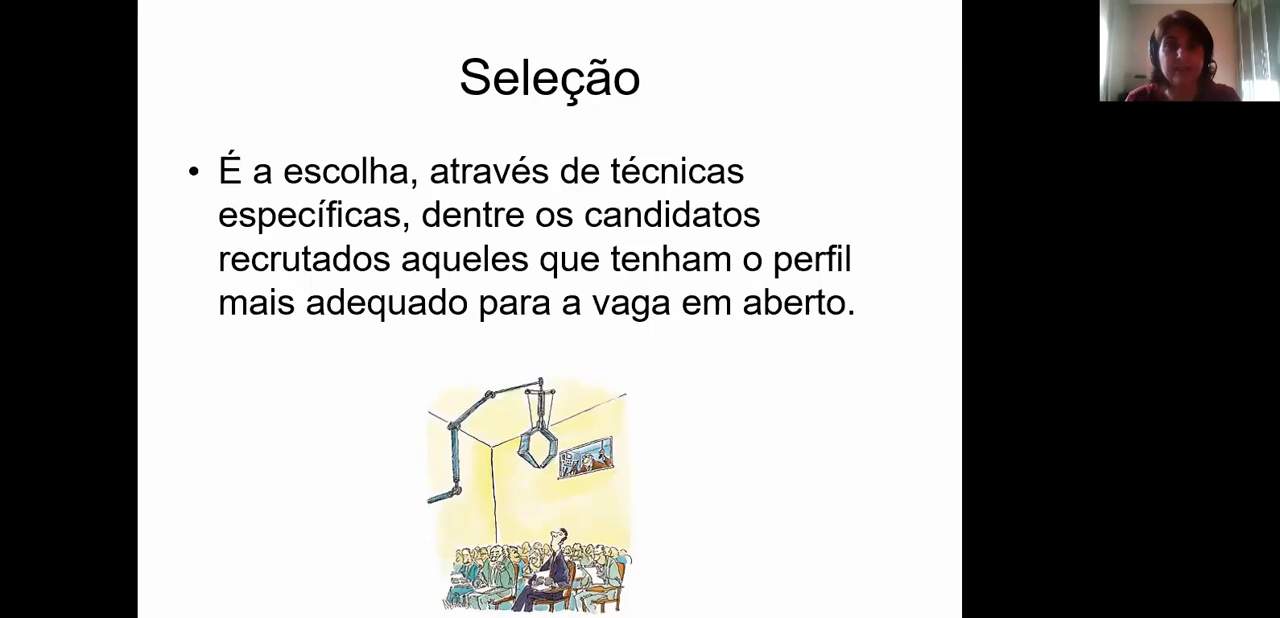 Seleção
• É a escolha, através de técnicas
específicas, dentre os candidatos
recrutados aqueles que tenham o perfil
mais adequado para a vaga em aberto.